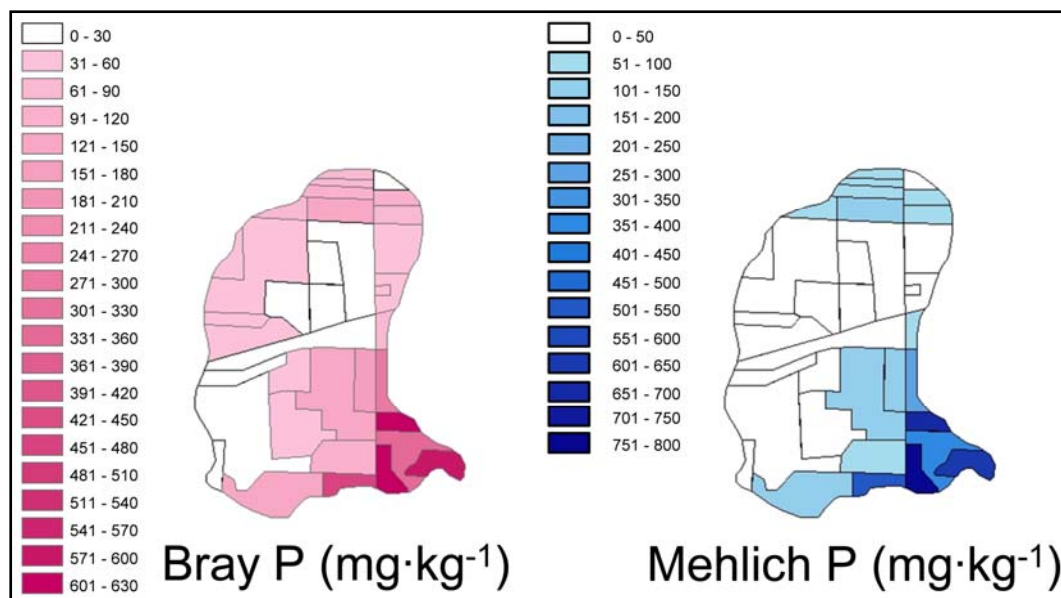 0 - 30
31 - 60
61 - 90
91 - 120
121 - 150
151 - 180
181 - 210
211 - 240
241 - 270
271 - 300
301 - 330
331 - 360
361 - 390
391 - 420
421 - 450
451 - 480
481 - 510
511 - 540
541 - 570
571 - 600
601 - 630
Bray P (mg·kg⁻¹)
0 - 50
51 - 100
101 - 150
151 - 200
201 - 250
251 - 300
301 - 350
351 - 400
401 - 450
451 - 500
501 - 550
551 - 600
601 - 650
651 - 700
701 - 750
751 - 800
Mehlich P (mg·kg⁻¹)